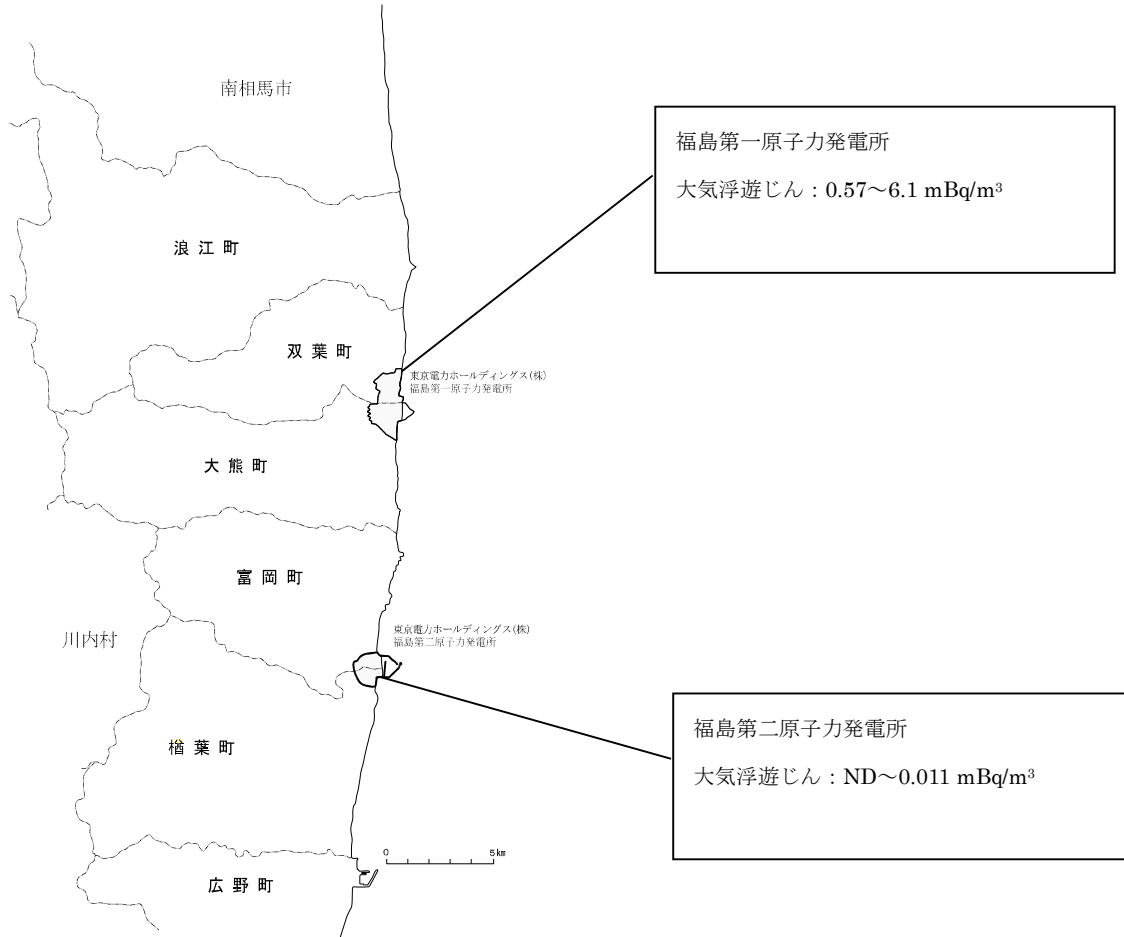 南相馬市
福島第一原子力発電所
大気浮遊じん：0.57～6.1 mBq/m³
浪江町
双葉町
東京電力ホールディングス(株)
福島第一原子力発電所
大熊町
富岡町
東京電力ホールディングス(株)
福島第二原子力発電所
川内村
福島第二原子力発電所
大気浮遊じん：ND～0.011 mBq/m³
楢葉町
0 5km
広野町